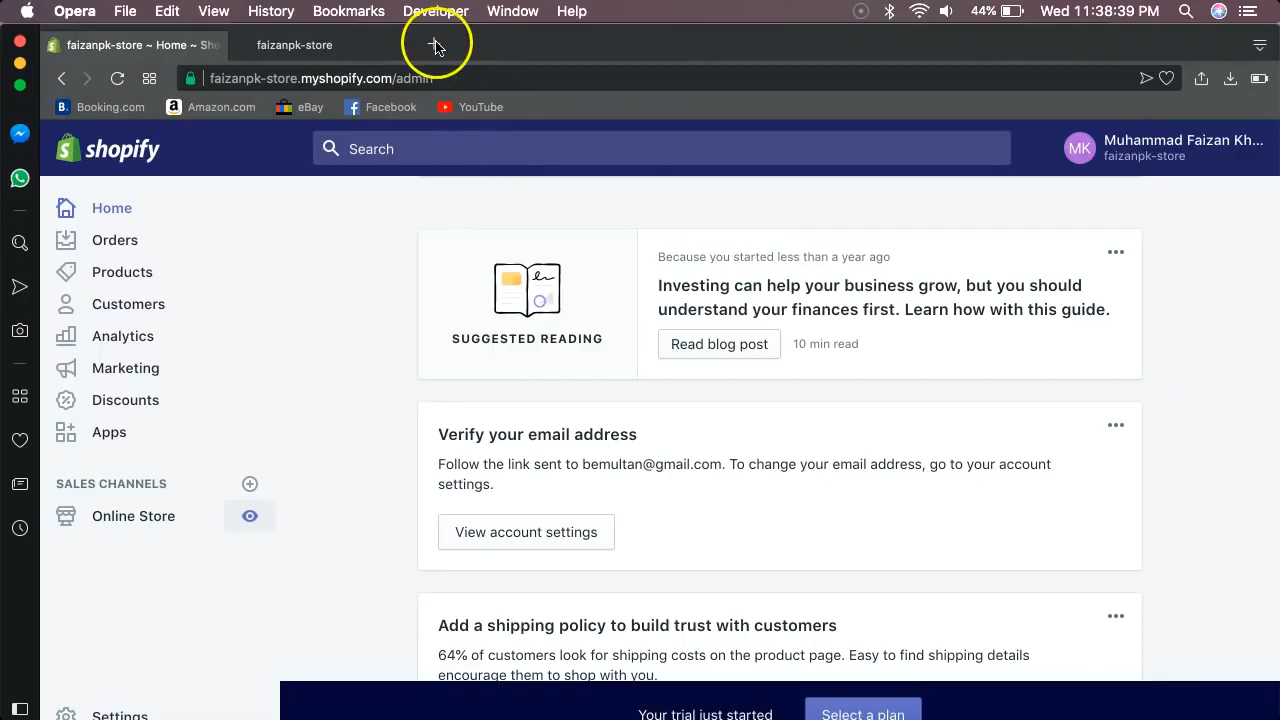 Opera File Edit View History Bookmarks Developer Window Help 44% Wed 11:38:39 PM
faizanpk-store ~ Home ~ Sho faizanpk-store
faizanpk-store.myshopify.com/admin
B. Booking.com a Amazon.com eBay Facebook YouTube
shopify Search MK Muhammad Faizan Kh...
faizanpk-store
Home
Orders
Products
Customers
Analytics
Marketing
Discounts
Apps
SALES CHANNELS
Online Store
Settings
Because you started less than a year ago
Investing can help your business grow, but you should
understand your finances first. Learn how with this guide.
SUGGESTED READING
Read blog post 10 min read
Verify your email address
Follow the link sent to bemultan@gmail.com. To change your email address, go to your account
settings.
View account settings
Add a shipping policy to build trust with customers
64% of customers look for shipping costs on the product page. Easy to find shipping details
encourage them to shop with you.
Your trial just started Select a plan